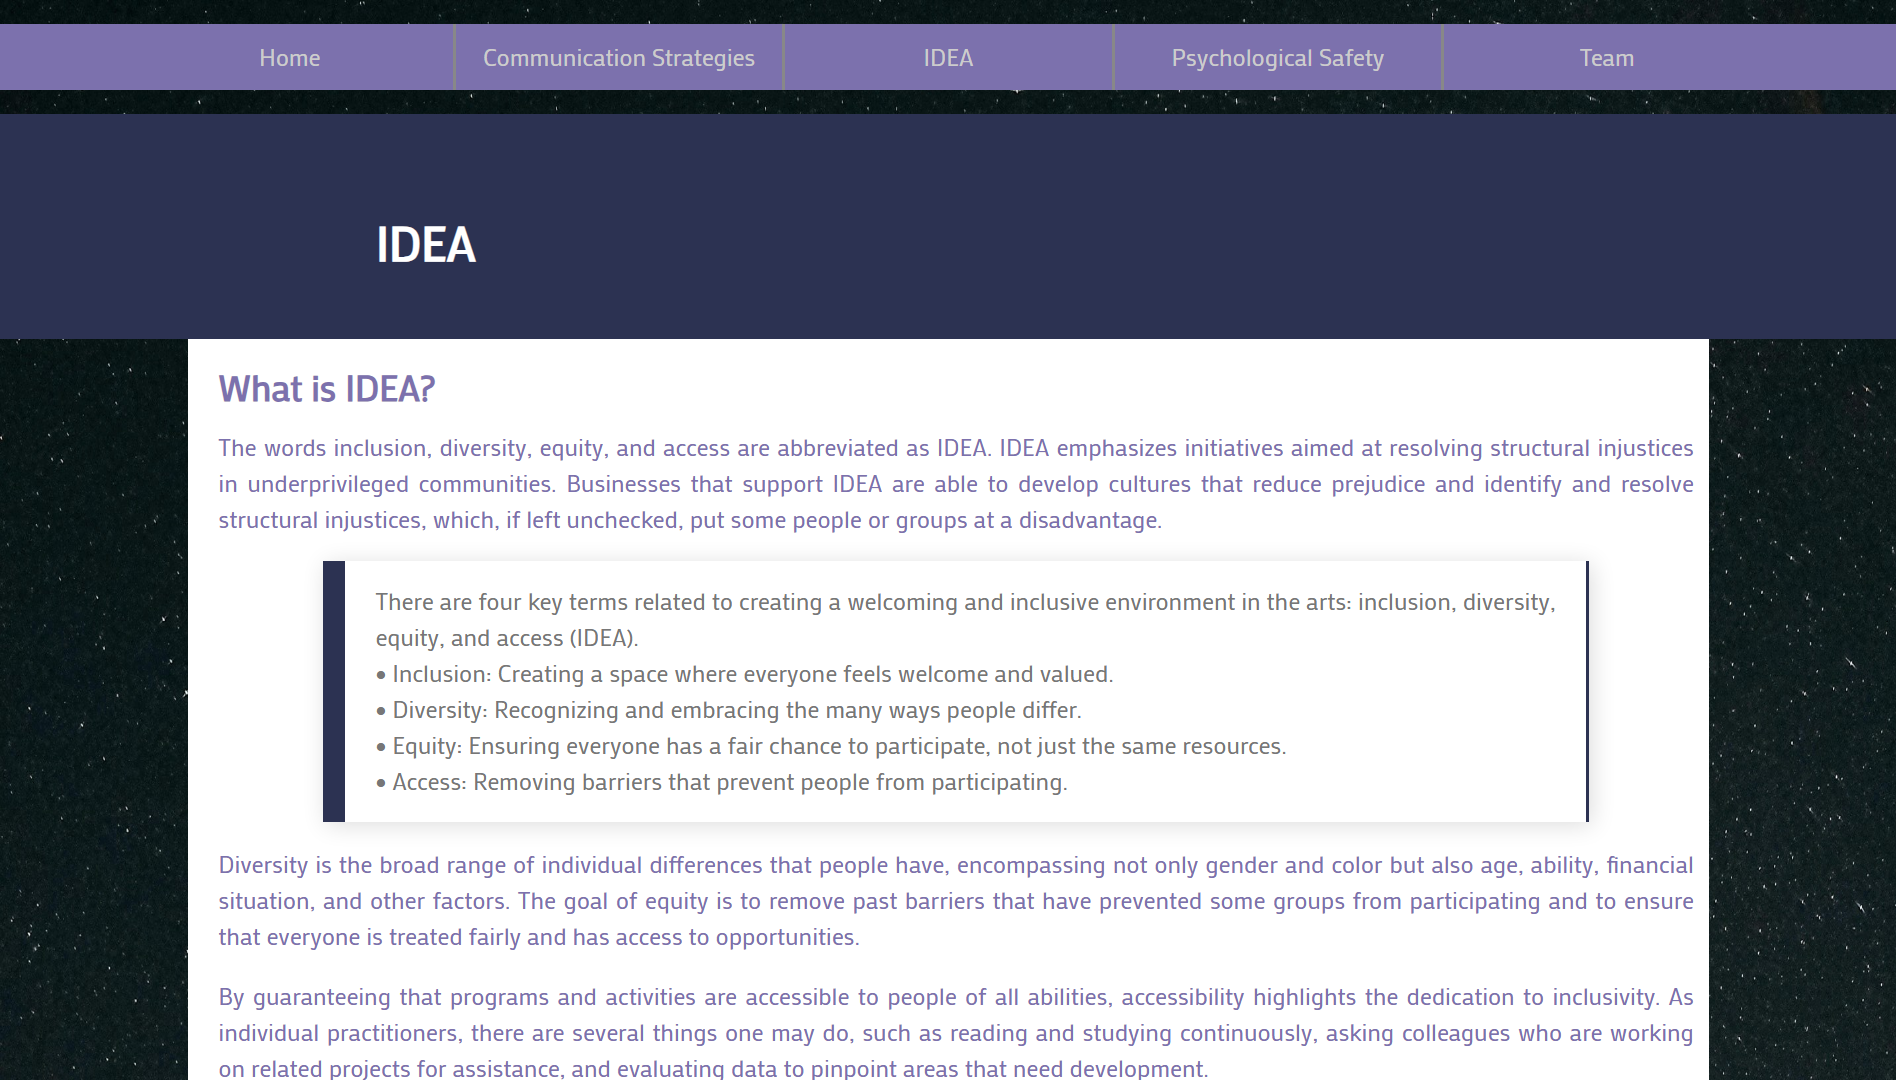 Home
Communication Strategies
IDEA
Psychological Safety
Team
IDEA
What is IDEA?
The words inclusion, diversity, equity, and access are abbreviated as IDEA. IDEA emphasizes initiatives aimed at resolving structural injustices
in underprivileged communities. Businesses that support IDEA are able to develop cultures that reduce prejudice and identify and resolve
structural injustices, which, if left unchecked, put some people or groups at a disadvantage.
There are four key terms related to creating a welcoming and inclusive environment in the arts: inclusion, diversity,
equity, and access (IDEA).
• Inclusion: Creating a space where everyone feels welcome and valued.
• Diversity: Recognizing and embracing the many ways people differ.
• Equity: Ensuring everyone has a fair chance to participate, not just the same resources.
• Access: Removing barriers that prevent people from participating.
Diversity is the broad range of individual differences that people have, encompassing not only gender and color but also age, ability, financial
situation, and other factors. The goal of equity is to remove past barriers that have prevented some groups from participating and to ensure
that everyone is treated fairly and has access to opportunities.
By guaranteeing that programs and activities are accessible to people of all abilities, accessibility highlights the dedication to inclusivity. As
individual practitioners, there are several things one may do, such as reading and studying continuously, asking colleagues who are working
on related projects for assistance, and evaluating data to pinpoint areas that need development.